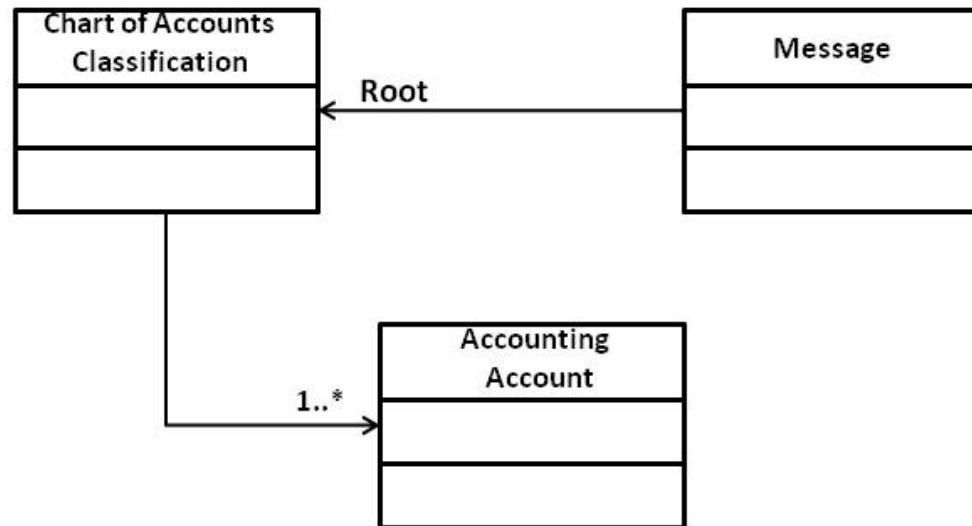 Chart of Accounts
Classification
Message
Root
Accounting
Account
1..*